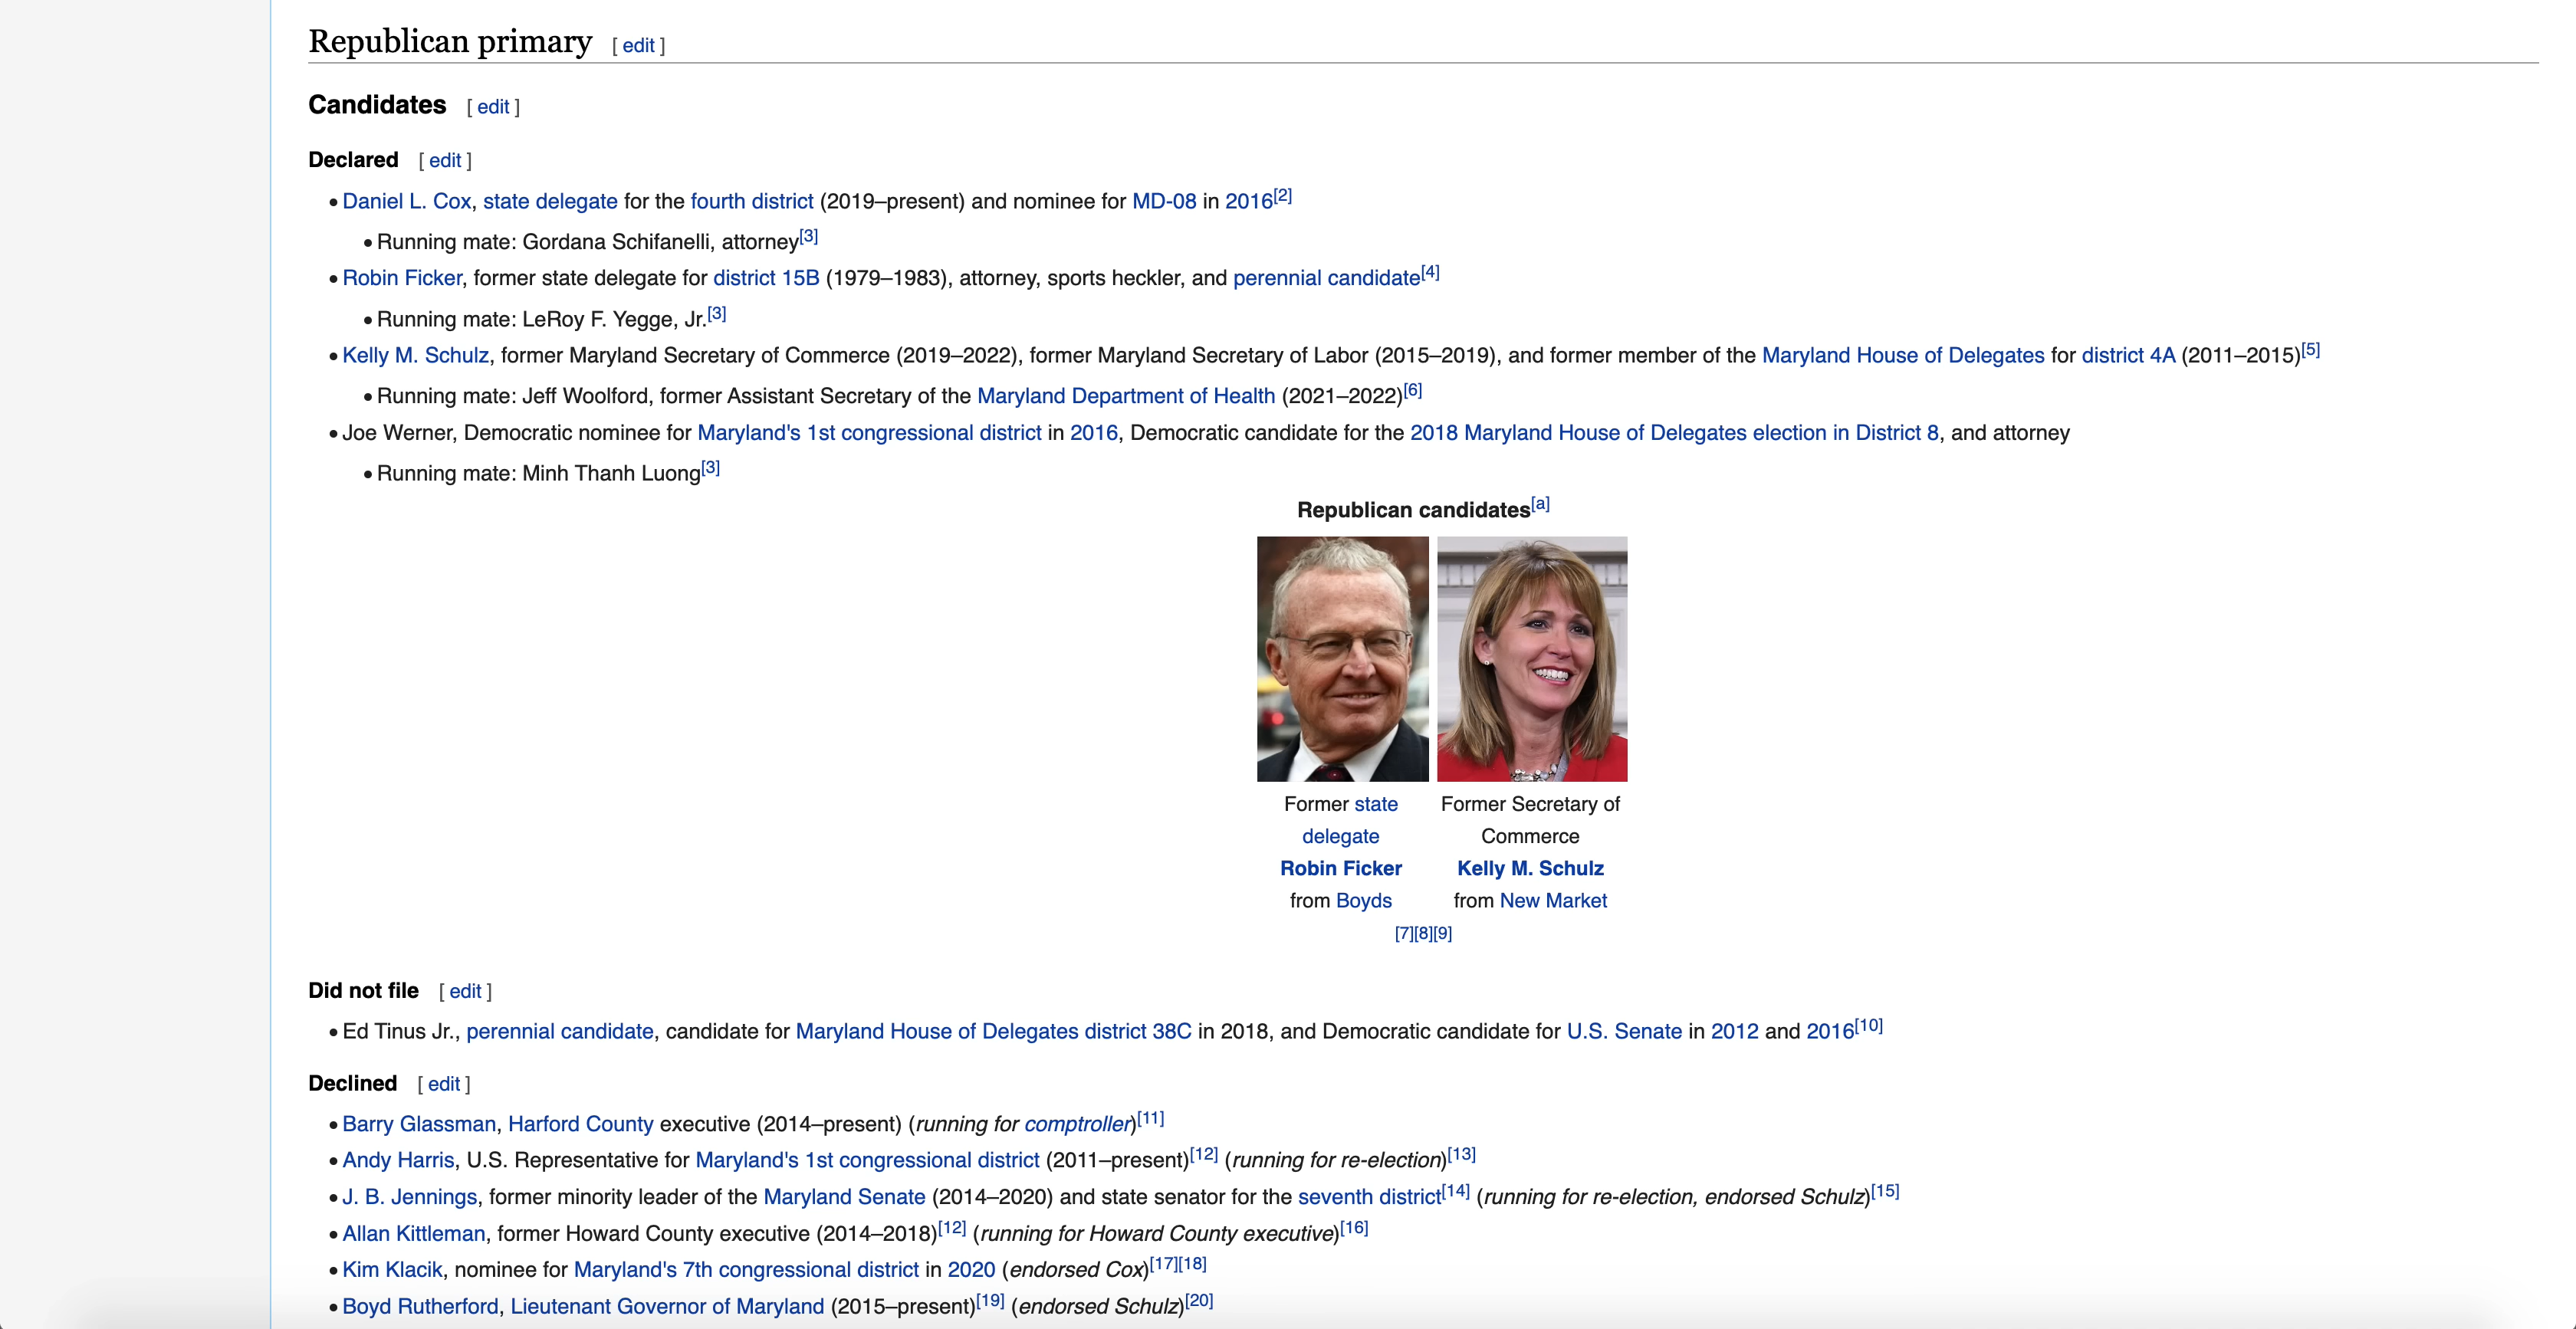 Republican primary [ edit ]
Candidates [ edit ]
Declared [ edit ]
• Daniel L. Cox, state delegate for the fourth district (2019–present) and nominee for MD-08 in 2016[2]
• Running mate: Gordana Schifanelli, attorney[3]
• Robin Ficker, former state delegate for district 15B (1979–1983), attorney, sports heckler, and perennial candidate[4]
• Running mate: LeRoy F. Yegge, Jr.[3]
• Kelly M. Schulz, former Maryland Secretary of Commerce (2019–2022), former Maryland Secretary of Labor (2015–2019), and former member of the Maryland House of Delegates for district 4A (2011–2015)[5]
• Running mate: Jeff Woolford, former Assistant Secretary of the Maryland Department of Health (2021–2022)[6]
• Joe Werner, Democratic nominee for Maryland's 1st congressional district in 2016, Democratic candidate for the 2018 Maryland House of Delegates election in District 8, and attorney
• Running mate: Minh Thanh Luong[3]
Republican candidates[a]
Former state
delegate
Robin Ficker
from Boyds
Former Secretary of
Commerce
Kelly M. Schulz
from New Market
[7][8][9]
Did not file [ edit ]
• Ed Tinus Jr., perennial candidate, candidate for Maryland House of Delegates district 38C in 2018, and Democratic candidate for U.S. Senate in 2012 and 2016[10]
Declined [ edit ]
• Barry Glassman, Harford County executive (2014–present) (running for comptroller)[11]
• Andy Harris, U.S. Representative for Maryland's 1st congressional district (2011–present)[12] (running for re-election)[13]
• J. B. Jennings, former minority leader of the Maryland Senate (2014–2020) and state senator for the seventh district[14] (running for re-election, endorsed Schulz)[15]
• Allan Kittleman, former Howard County executive (2014–2018)[12] (running for Howard County executive)[16]
• Kim Klacik, nominee for Maryland's 7th congressional district in 2020 (endorsed Cox)[17][18]
• Boyd Rutherford, Lieutenant Governor of Maryland (2015–present)[19] (endorsed Schulz)[20]